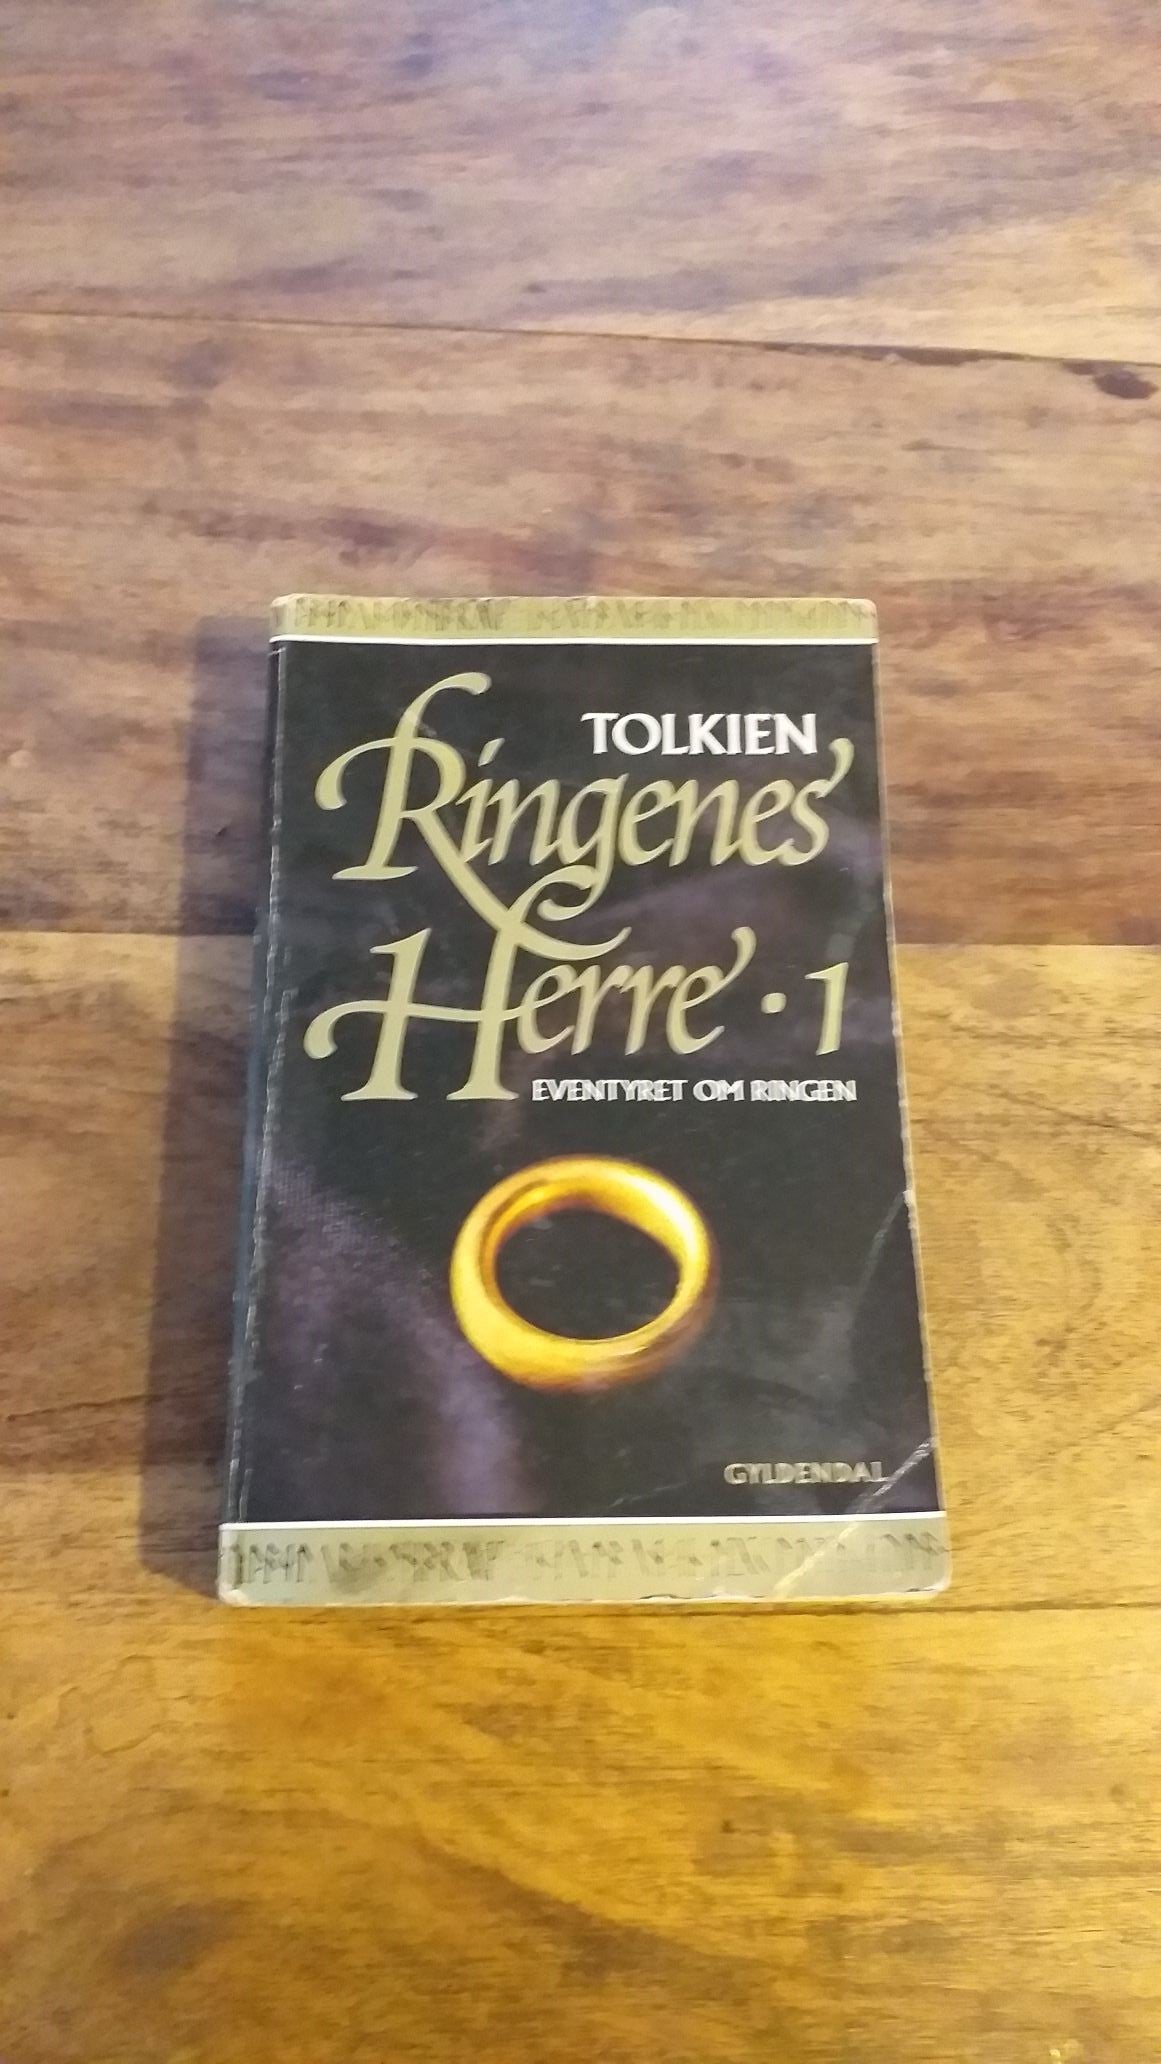 TOLKIEN
Ringenes
Herre · 1
EVENTYRET OM RINGEN
GYLDENDAL